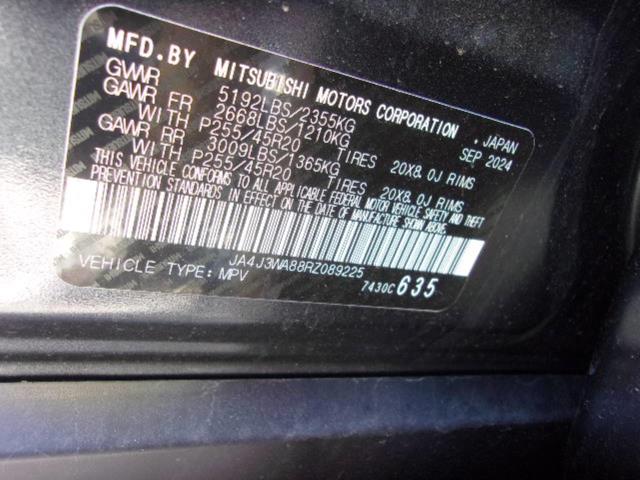 MFD.BY MITSUBISHI MOTORS CORPORATION, JAPAN
GVWR 5192LBS/2355KG SEP 2024
GAWR FR 2668LBS/1210KG
WITH P255/45R20 TIRES 20X8.0J RIMS
GAWR RR 3009LBS/1365KG
WITH P255/45R20 TIRES 20X8.0J RIMS
THIS VEHICLE CONFORMS TO ALL APPLICABLE FEDERAL MOTOR VEHICLE SAFETY AND THEFT
PREVENTION STANDARDS IN EFFECT ON THE DATE OF MANUFACTURE SHOWN ABOVE.
JA4J3WA88RZ089225
VEHICLE TYPE: MPV 7430C 635